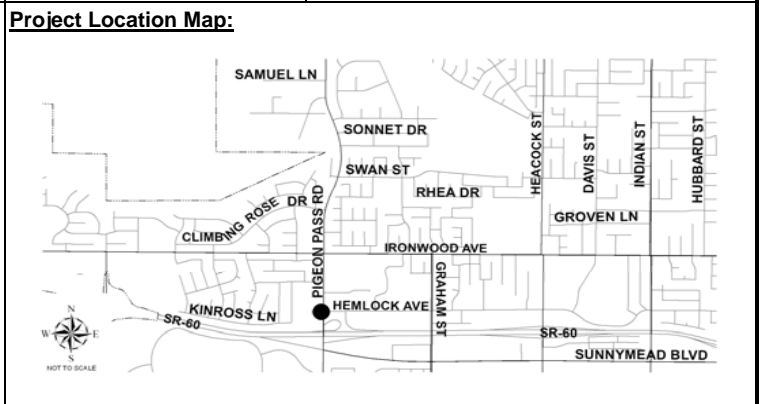 Project Location Map:
SAMUEL LN
SONNET DR
SWAN ST
RHEA DR
HEACOCK ST
DAVIS ST
INDIAN ST
HUBBARD ST
CLIMBING ROSE DR
PIGEON PASS RD
GROVEN LN
IRONWOOD AVE
GRAHAM ST
KINROSS LN
HEMLOCK AVE
SR-60
SR-60
SUNNYMEAD BLVD
N
W E
S
NOT TO SCALE